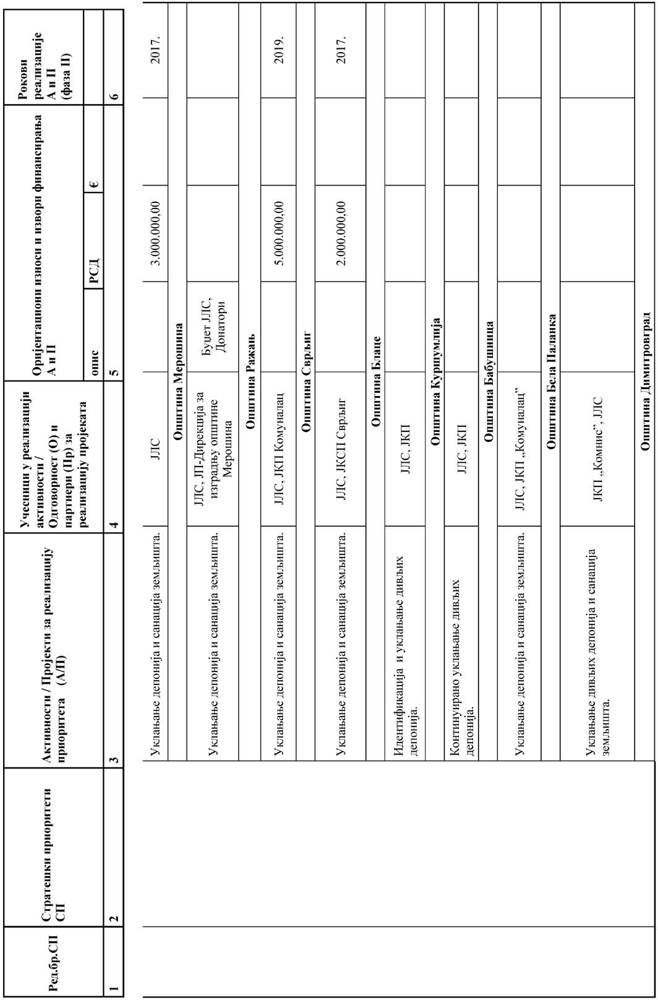 Ред.бр.СП
Стратешки приоритети
СП
Активности / Пројекти за реализацију
приоритета (А/П)
Учесници у реализацији
активности /
Одговорност (О) и
партнери (Пр) за
реализацију пројеката
Оријентациони износи и извори финансирања
А и П
опис
РСД
€
Рокови
реализације
А и П
(фаза II)
1
2
3
4
5
6
Уклањање депонија и санација земљишта.
ЈЛС
3.000.000,00
2017.
Општина Мерошина
Уклањање депонија и санација земљишта.
ЈЛС, ЈП-Дирекција за
изградњу општине
Мерошина
Буџет ЈЛС,
Донатори
Општина Ражањ
Уклањање депонија и санација земљишта.
ЈЛС, ЈКП Комуналац
5.000.000,00
2019.
Општина Сврљиг
Уклањање депонија и санација земљишта.
ЈЛС, ЈКСП Сврљиг
2.000.000,00
2017.
Општина Блаце
Идентификација и уклањање дивљих
депонија.
ЈЛС, ЈКП
Општина Куршумлија
Континуирано уклањање дивљих
депонија.
ЈЛС, ЈКП
Општина Бабушница
Уклањање депонија и санација земљишта.
ЈЛС, ЈКП „Комуналац”
Општина Бела Паланка
Уклањање дивљих депонија и санација
земљишта.
ЈКП „Комнис”, ЈЛС
Општина Димитровград